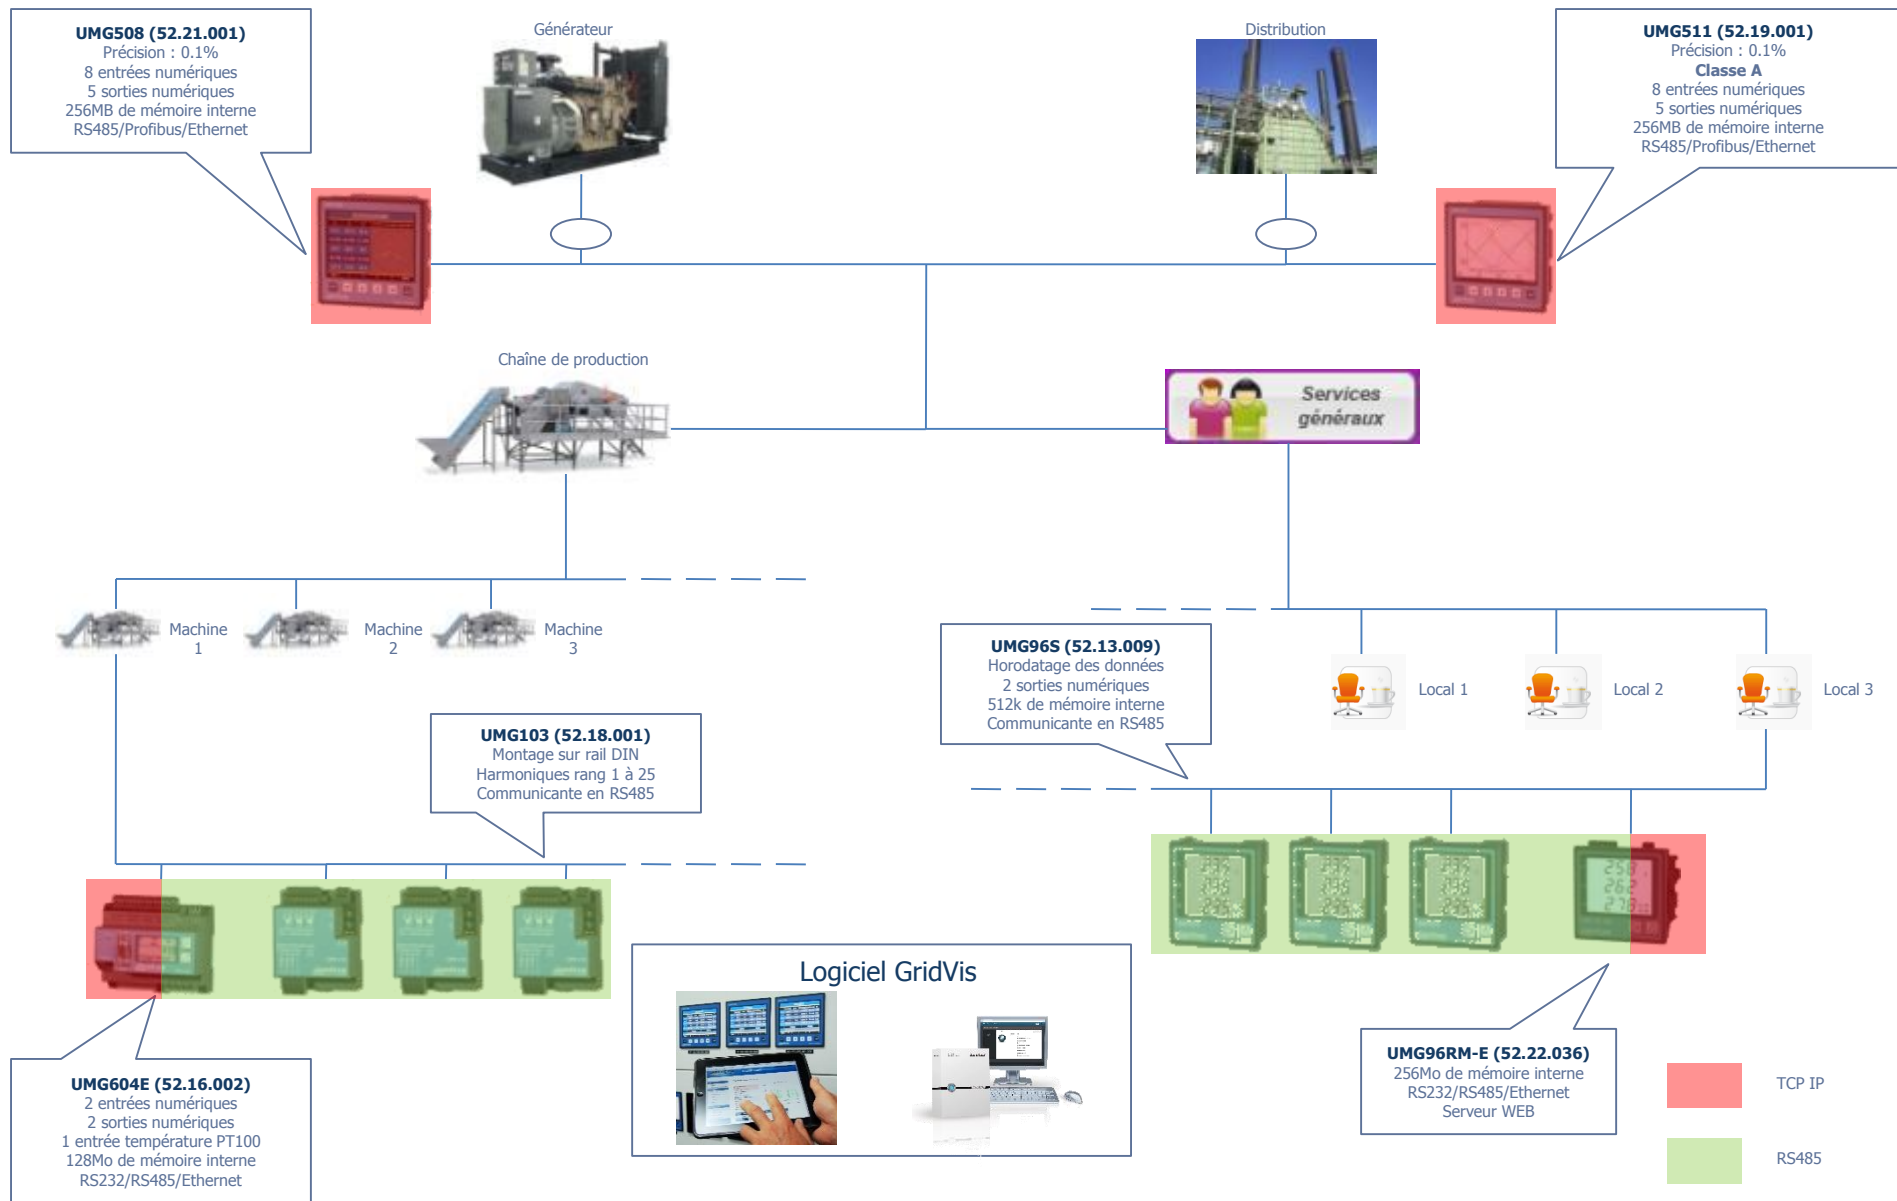 UMG508 (52.21.001)
Précision : 0.1%
8 entrées numériques
5 sorties numériques
256MB de mémoire interne
RS485/Profibus/Ethernet
Générateur
Distribution
UMG511 (52.19.001)
Précision : 0.1%
Classe A
8 entrées numériques
5 sorties numériques
256MB de mémoire interne
RS485/Profibus/Ethernet
Chaîne de production
Services
généraux
Machine
1
Machine
2
Machine
3
UMG96S (52.13.009)
Horodatage des données
2 sorties numériques
512k de mémoire interne
Communicante en RS485
Local 1
Local 2
Local 3
UMG103 (52.18.001)
Montage sur rail DIN
Harmoniques rang 1 à 25
Communicante en RS485
Logiciel GridVis
UMG604E (52.16.002)
2 entrées numériques
2 sorties numériques
1 entrée température PT100
128Mo de mémoire interne
RS232/RS485/Ethernet
UMG96RM-E (52.22.036)
256Mo de mémoire interne
RS232/RS485/Ethernet
Serveur WEB
TCP IP
RS485